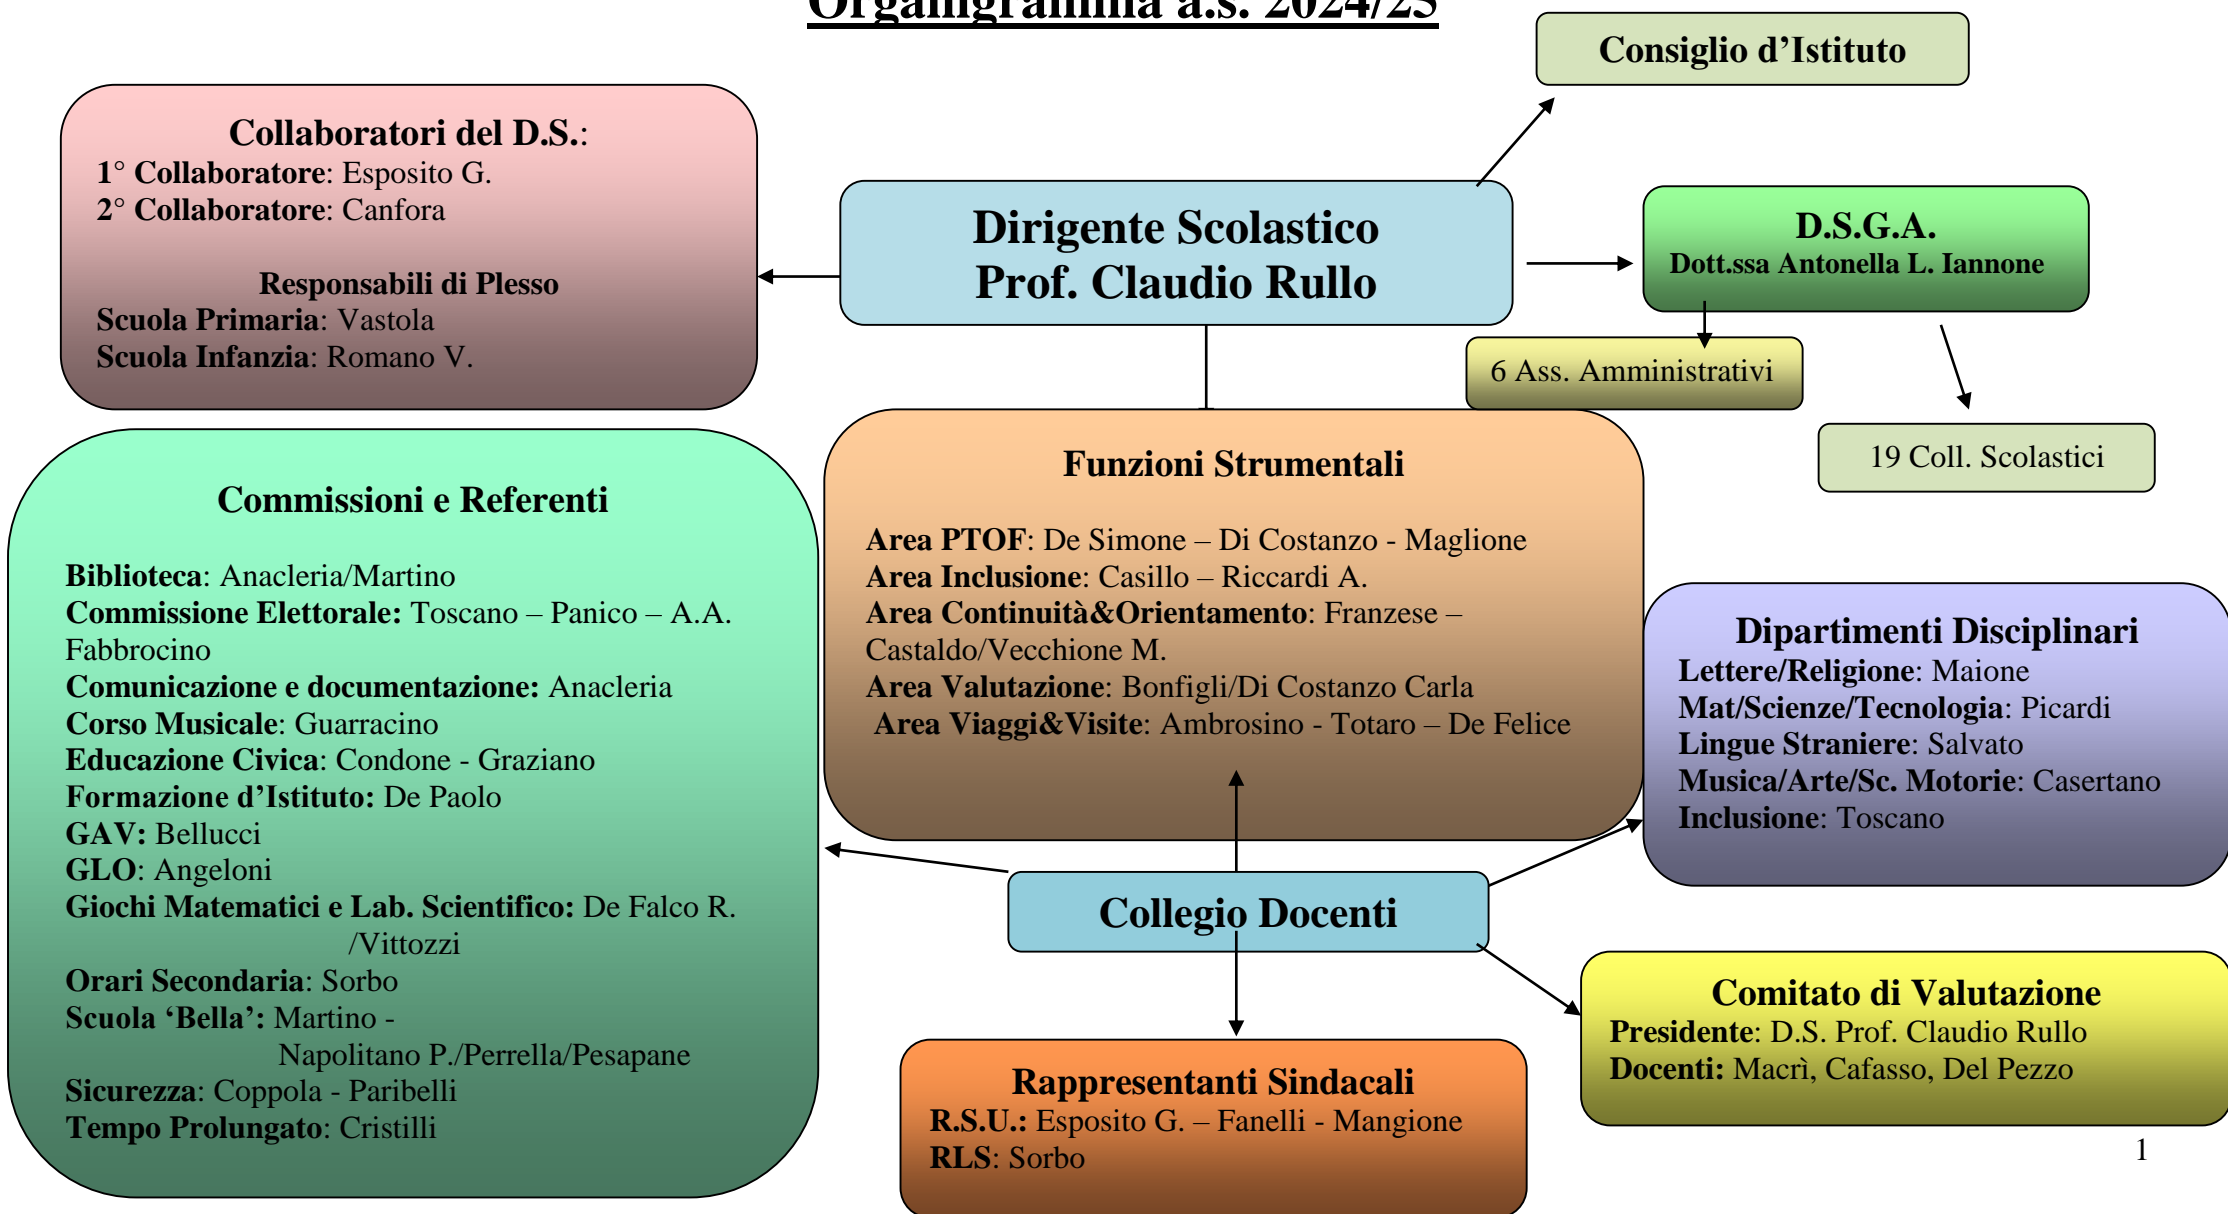 Organigramma a.s. 2024/25
Consiglio d’Istituto
Collaboratori del D.S.:
1° Collaboratore: Esposito G.
2° Collaboratore: Canfora
Responsabili di Plesso
Scuola Primaria: Vastola
Scuola Infanzia: Romano V.
Dirigente Scolastico
Prof. Claudio Rullo
D.S.G.A.
Dott.ssa Antonella L. Iannone
6 Ass. Amministrativi
19 Coll. Scolastici
Commissioni e Referenti
Biblioteca: Anacleria/Martino
Commissione Elettorale: Toscano – Panico – A.A.
Fabbrocino
Comunicazione e documentazione: Anacleria
Corso Musicale: Guarracino
Educazione Civica: Condone - Graziano
Formazione d’Istituto: De Paolo
GAV: Bellucci
GLO: Angeloni
Giochi Matematici e Lab. Scientifico: De Falco R.
/Vittozzi
Orari Secondaria: Sorbo
Scuola ‘Bella’: Martino -
Napolitano P./Perrella/Pesapane
Sicurezza: Coppola - Paribelli
Tempo Prolungato: Cristilli
Funzioni Strumentali
Area PTOF: De Simone – Di Costanzo - Maglione
Area Inclusione: Casillo – Riccardi A.
Area Continuità&Orientamento: Franzese –
Castaldo/Vecchione M.
Area Valutazione: Bonfigli/Di Costanzo Carla
Area Viaggi&Visite: Ambrosino - Totaro – De Felice
Dipartimenti Disciplinari
Lettere/Religione: Maione
Mat/Scienze/Tecnologia: Picardi
Lingue Straniere: Salvato
Musica/Arte/Sc. Motorie: Casertano
Inclusione: Toscano
Collegio Docenti
Comitato di Valutazione
Presidente: D.S. Prof. Claudio Rullo
Docenti: Macrì, Cafasso, Del Pezzo
Rappresentanti Sindacali
R.S.U.: Esposito G. – Fanelli - Mangione
RLS: Sorbo
1